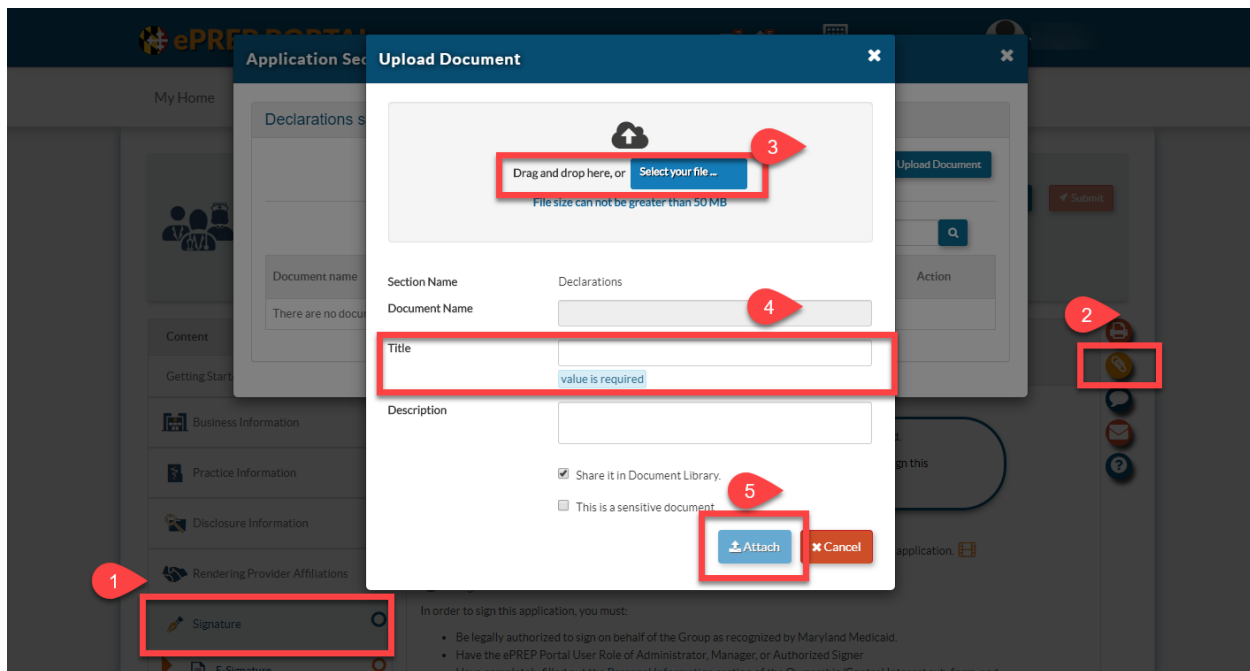 ePREP PORTAL
Application Sec
Upload Document
My Home
Declarations s
3
Drag and drop here, or Select your file ...
File size can not be greater than 50 MB
Upload Document
Submit
Section Name Declarations
Document Name
4
Document name
Action
There are no docu
Title
value is required
2
Content
Getting Start
Description
Business Information
Practice Information
Share it in Document Library.
5
This is a sensitive document
Disclosure Information
Attach
Cancel
gn this
application.
1
Rendering Provider Affiliations
Signature
In order to sign this application, you must:
Be legally authorized to sign on behalf of the Group as recognized by Maryland Medicaid.
Have the ePREP Portal User Role of Administrator, Manager, or Authorized Signer
E-Signature